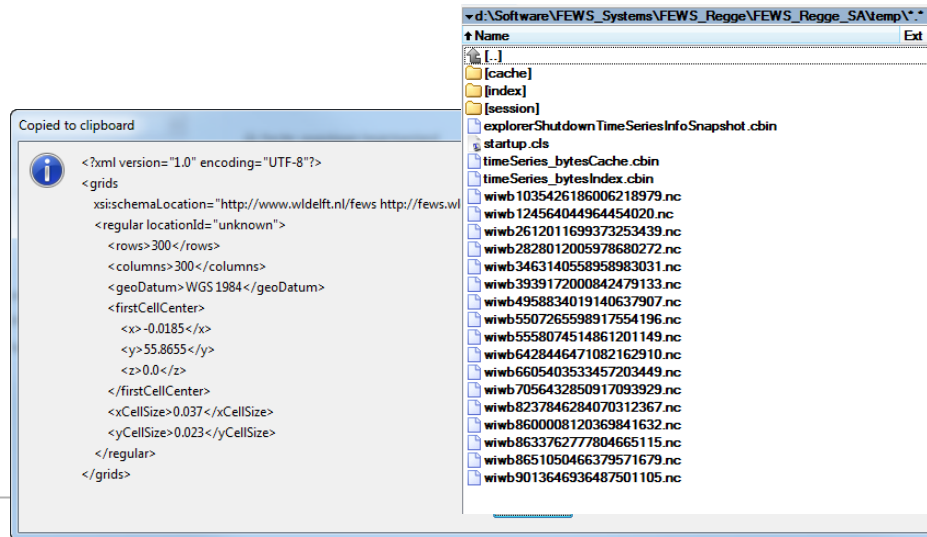 d:\Software\FEWS_Systems\FEWS_Regge\FEWS_Regge_SA\temp\*.*
Name Ext
[..]
[cache]
[index]
[session]
explorerShutdownTimeSeriesInfoSnapshot.cbin
startup.cls
timeSeries_bytesCache.cbin
timeSeries_bytesIndex.cbin
wiwb1035426186006218979.nc
wiwb124564044964454020.nc
wiwb2612011699373253439.nc
wiwb2828012005978680272.nc
wiwb3463140558958983031.nc
wiwb3939172000842479133.nc
wiwb4958834019140637907.nc
wiwb5507265598917554196.nc
wiwb5558074514861201149.nc
wiwb6428446471082162910.nc
wiwb6605403533457203449.nc
wiwb7056432850917093929.nc
wiwb8237846284070312367.nc
wiwb8600008120369841632.nc
wiwb8633762777804665115.nc
wiwb8651050466379571679.nc
wiwb9013646936487501105.nc
Copied to clipboard
<?xml version="1.0" encoding="UTF-8"?>
<grids
xsi:schemaLocation="http://www.wldelft.nl/fews http://fews.wl
<regular locationId="unknown">
<rows>300</rows>
<columns>300</columns>
<geoDatum>WGS 1984</geoDatum>
<firstCellCenter>
<x>-0.0185</x>
<y>55.8655</y>
<z>0.0</z>
</firstCellCenter>
<xCellSize>0.037</xCellSize>
<yCellSize>0.023</yCellSize>
</regular>
</grids>